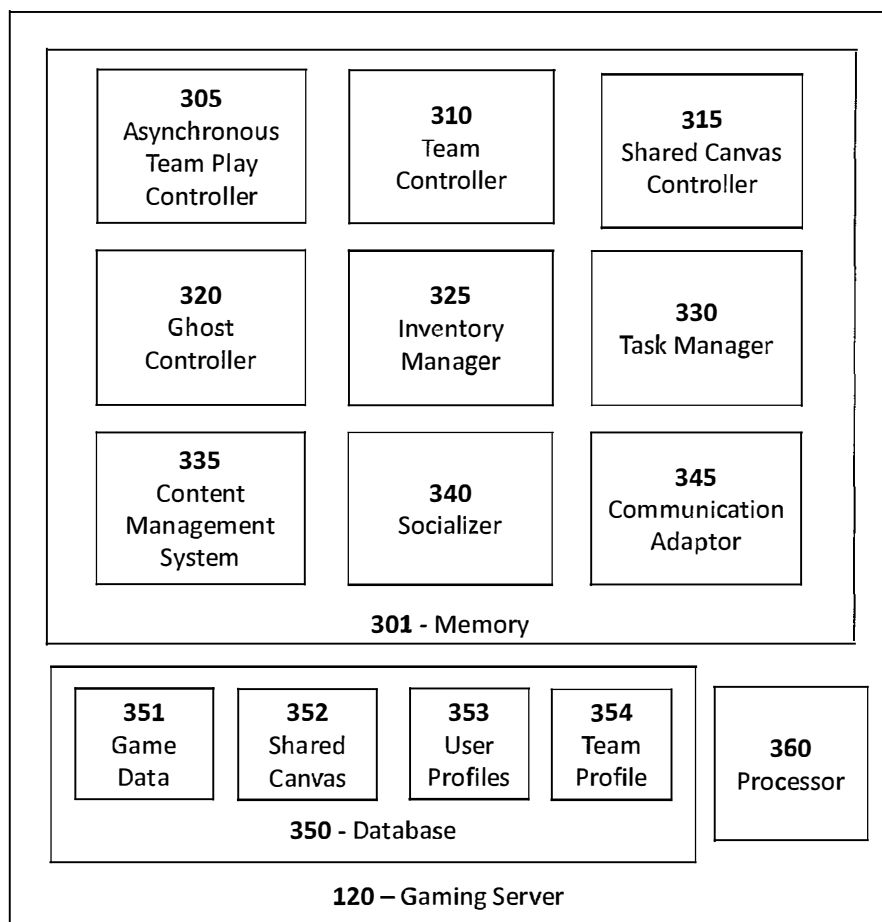 305
Asynchronous
Team Play
Controller
310
Team
Controller
315
Shared Canvas
Controller
320
Ghost
Controller
325
Inventory
Manager
330
Task Manager
335
Content
Management
System
340
Socializer
345
Communication
Adaptor
301 - Memory
351
Game
Data
352
Shared
Canvas
353
User
Profiles
354
Team
Profile
350 - Database
360
Processor
120 – Gaming Server